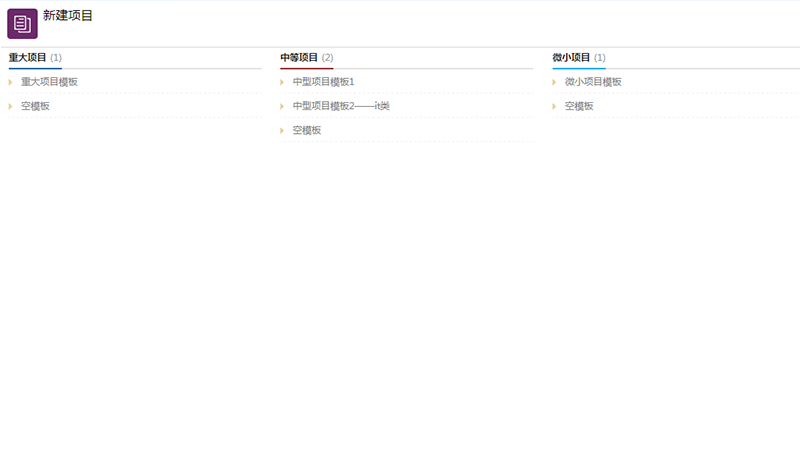 新建项目
重大项目 (1)
重大项目模板
空模板
中等项目 (2)
中型项目模板1
中型项目模板2——it类
空模板
微小项目 (1)
微小项目模板
空模板